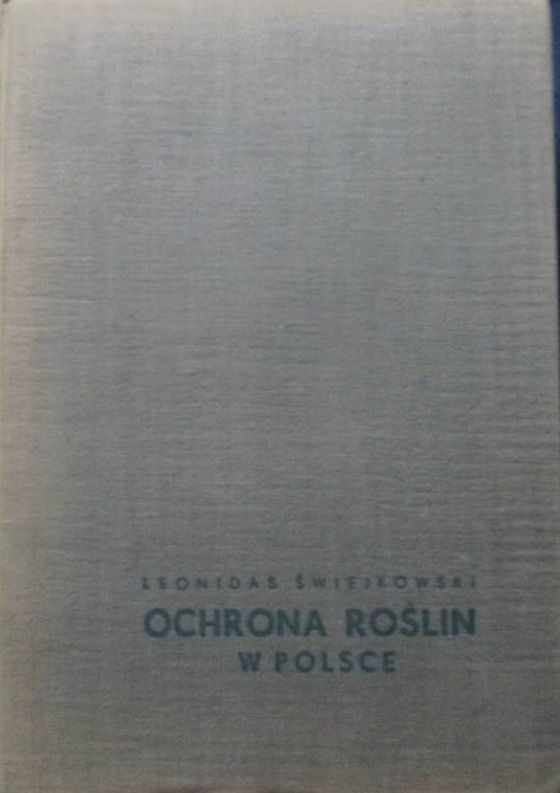 LEONIDAS ŚWIEJKOWSKI
OCHRONA ROŚLIN
W POLSCE